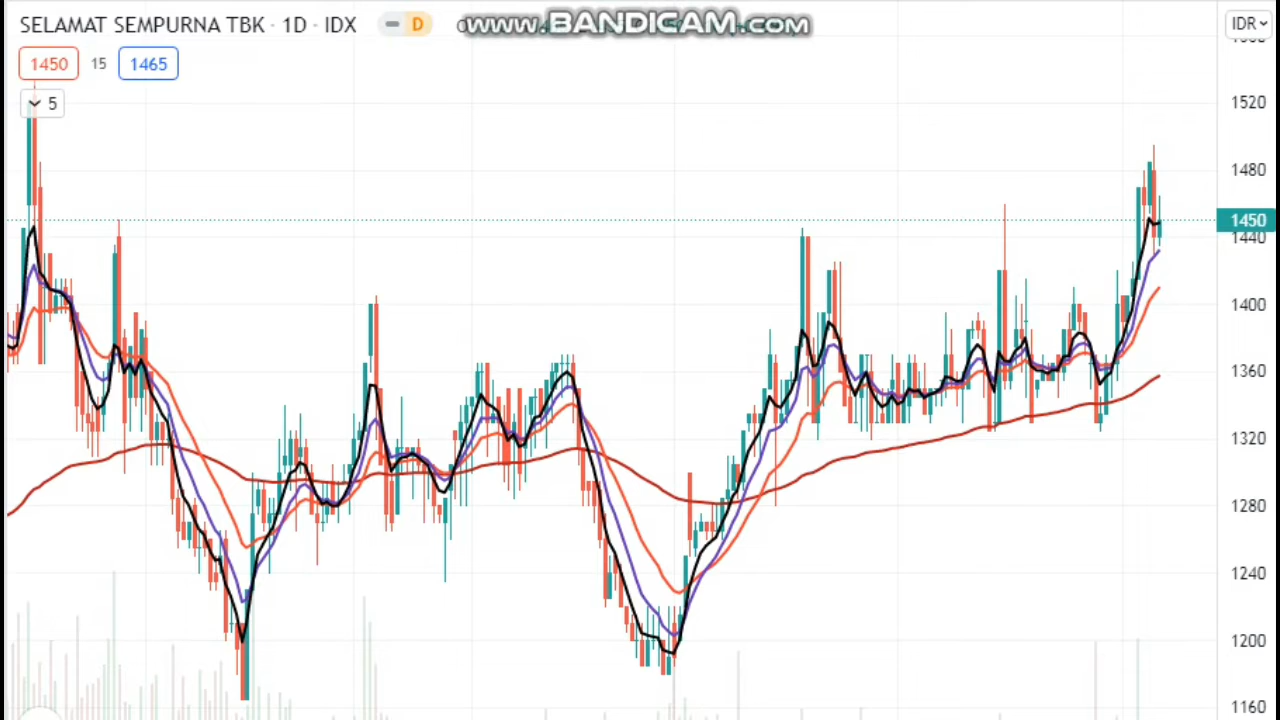 SELAMAT SEMPURNA TBK · 1D · IDX
D
www.BANDICAM.com
IDR
1450 15 1465
5
1520
1480
1450
1440
1400
1360
1320
1280
1240
1200
1160